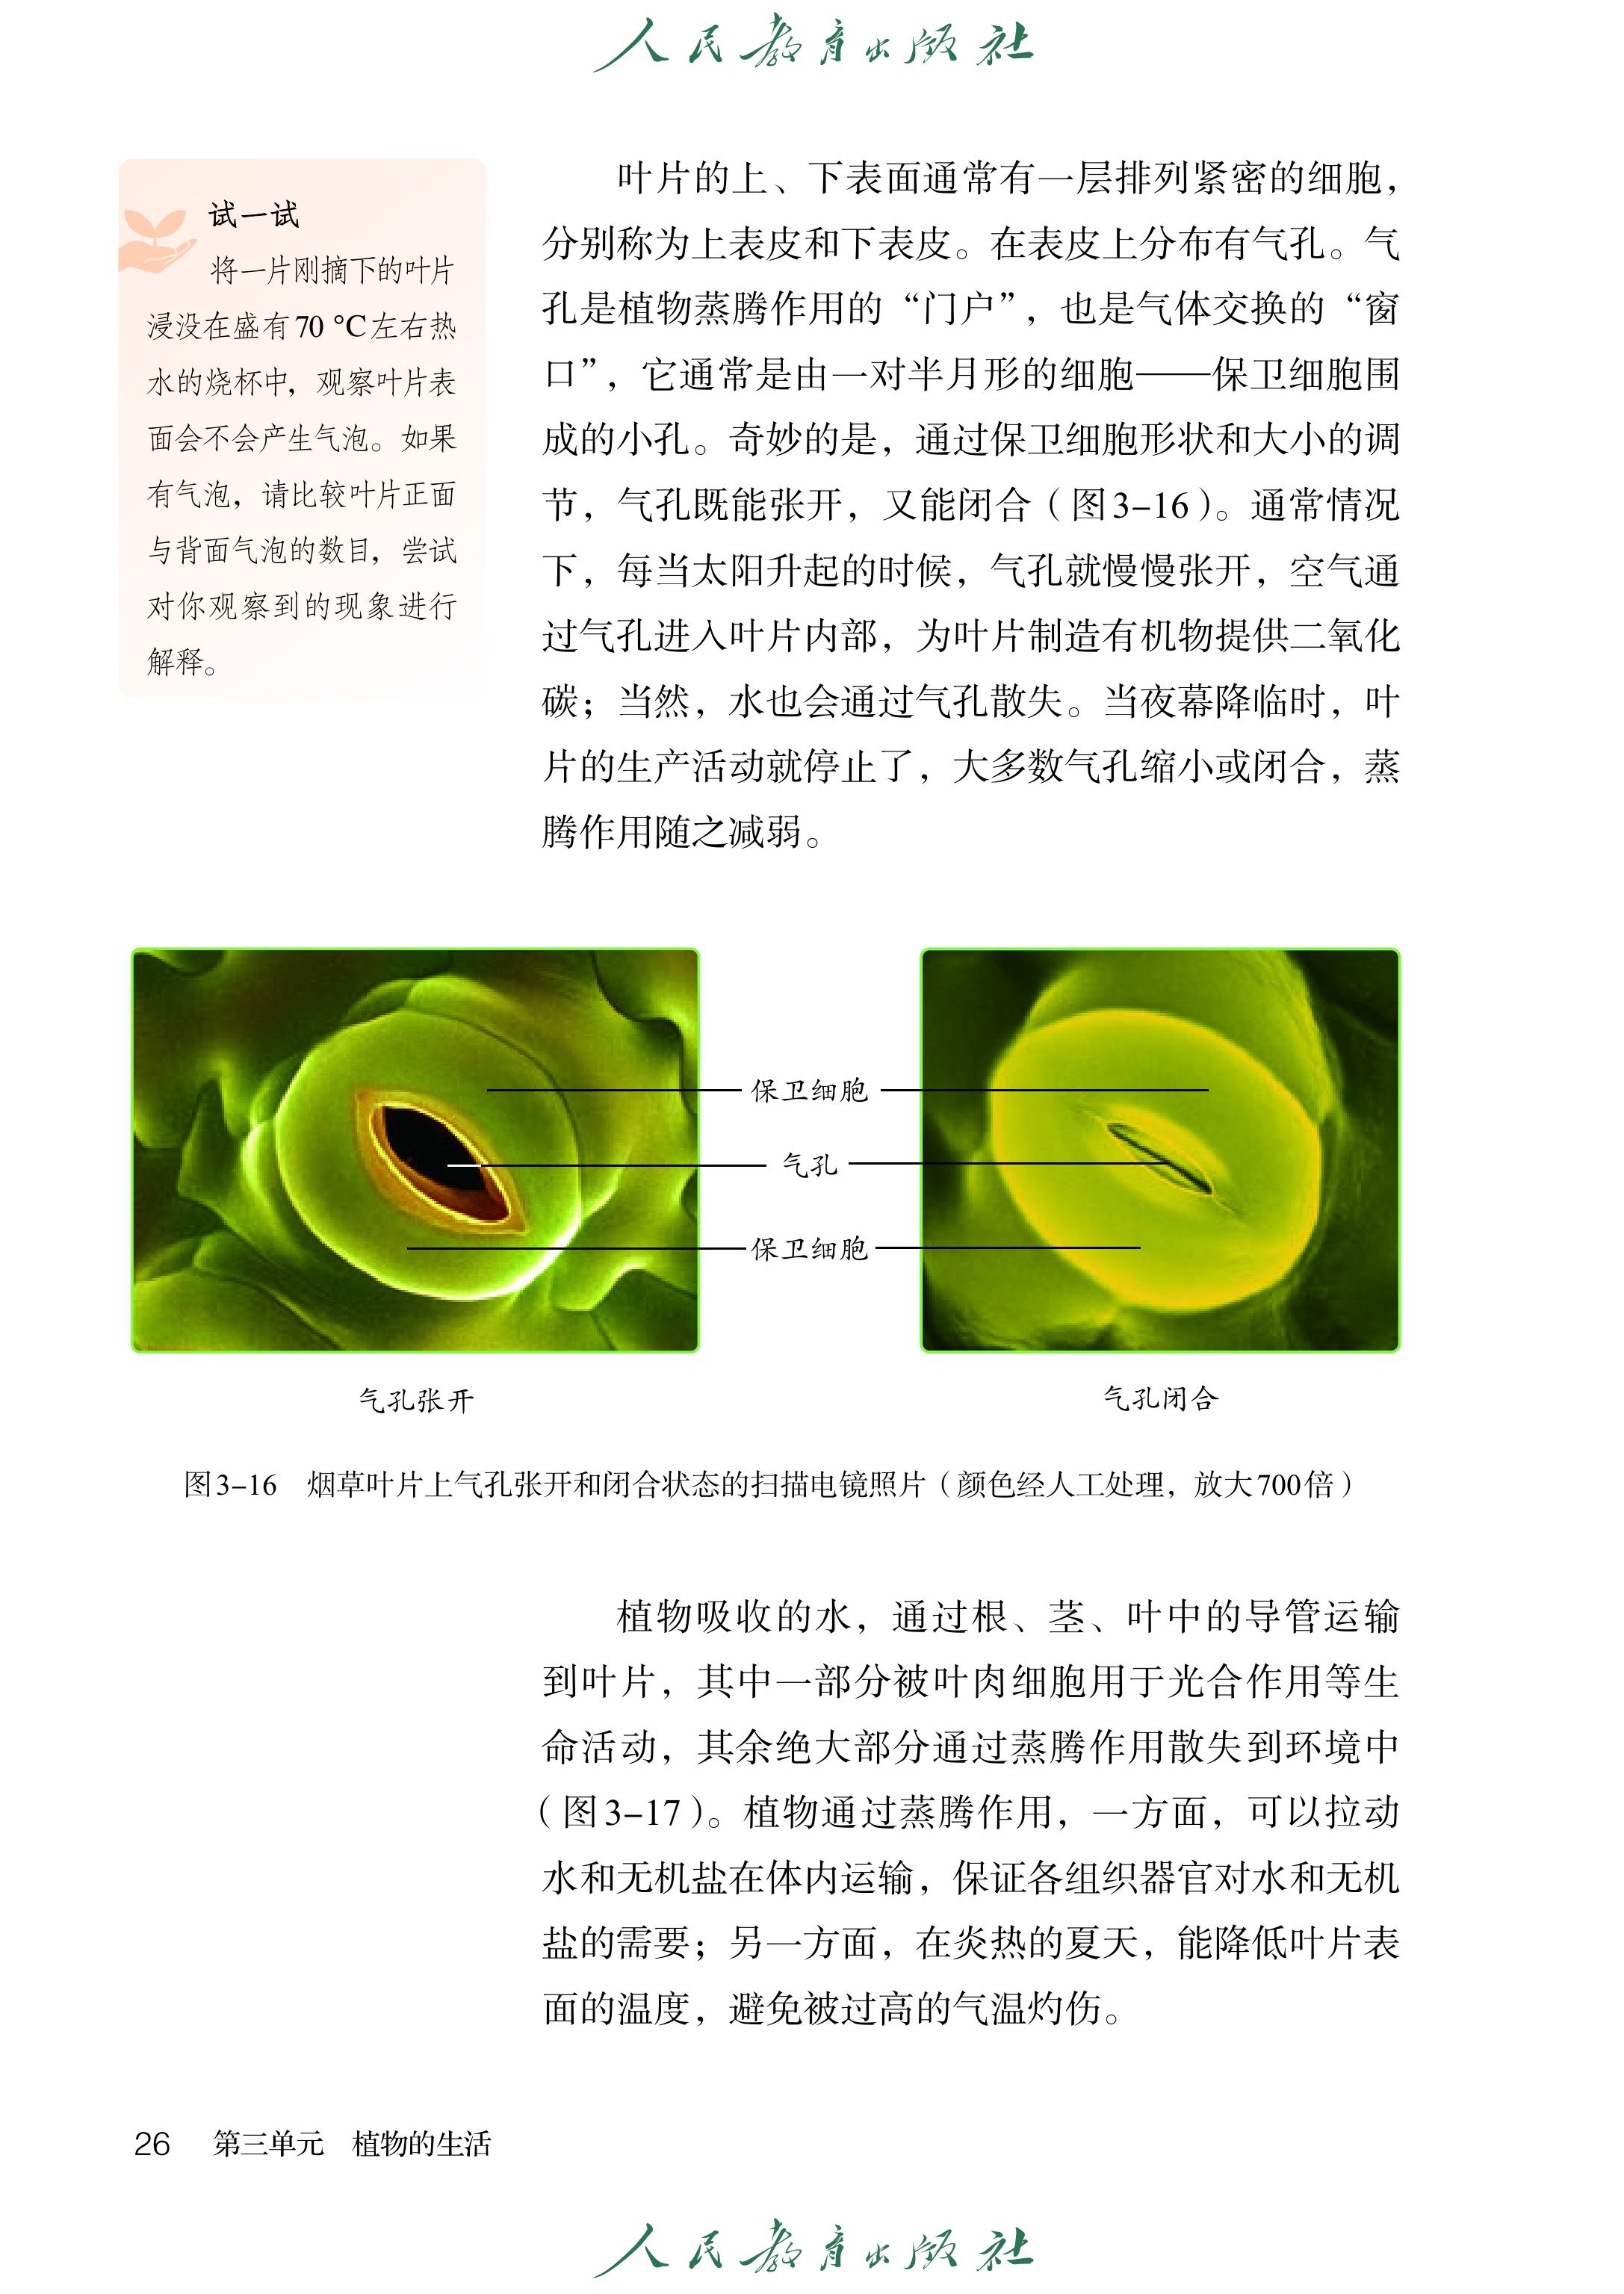 人民教育出版社
试一试
将一片刚摘下的叶片
浸没在盛有70 ℃左右热
水的烧杯中，观察叶片表
面会不会产生气泡。如果
有气泡，请比较叶片正面
与背面气泡的数目，尝试
对你观察到的现象进行
解释。
叶片的上、下表面通常有一层排列紧密的细胞，
分别称为上表皮和下表皮。在表皮上分布有气孔。气
孔是植物蒸腾作用的“门户”，也是气体交换的“窗
口”，它通常是由一对半月形的细胞——保卫细胞围
成的小孔。奇妙的是，通过保卫细胞形状和大小的调
节，气孔既能张开，又能闭合（图3-16）。通常情况
下，每当太阳升起的时候，气孔就慢慢张开，空气通
过气孔进入叶片内部，为叶片制造有机物提供二氧化
碳；当然，水也会通过气孔散失。当夜幕降临时，叶
片的生产活动就停止了，大多数气孔缩小或闭合，蒸
腾作用随之减弱。
保卫细胞
气孔
保卫细胞
气孔张开
气孔闭合
图3-16　烟草叶片上气孔张开和闭合状态的扫描电镜照片（颜色经人工处理，放大700倍）
植物吸收的水，通过根、茎、叶中的导管运输
到叶片，其中一部分被叶肉细胞用于光合作用等生
命活动，其余绝大部分通过蒸腾作用散失到环境中
（图3-17）。植物通过蒸腾作用，一方面，可以拉动
水和无机盐在体内运输，保证各组织器官对水和无机
盐的需要；另一方面，在炎热的夏天，能降低叶片表
面的温度，避免被过高的气温灼伤。
26　第三单元　植物的生活
人民教育出版社